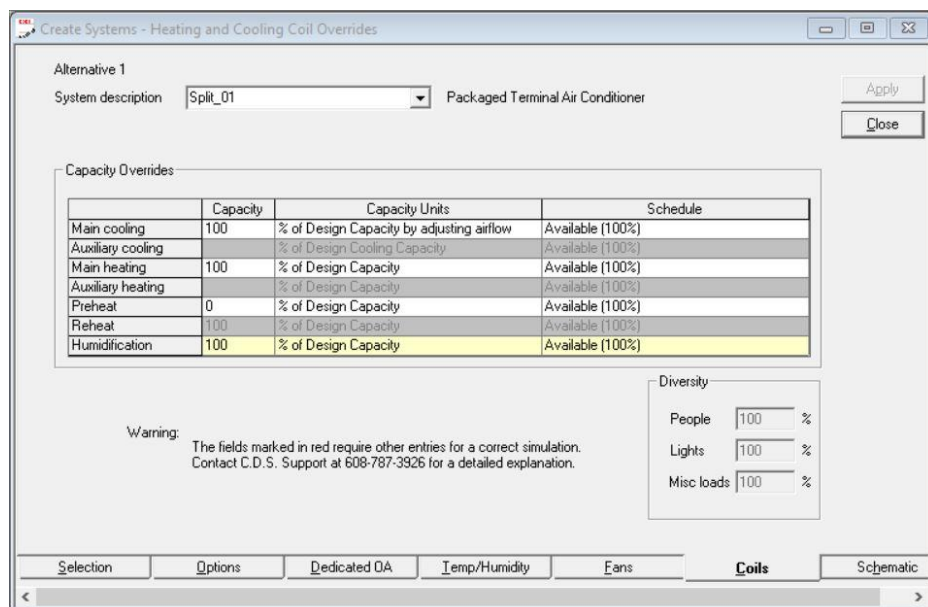 Create Systems - Heating and Cooling Coil Overrides
Alternative 1
System description Split_01 Packaged Terminal Air Conditioner
Apply
Close
Capacity Overrides
Capacity Capacity Units Schedule
Main cooling 100 % of Design Capacity by adjusting airflow Available (100%)
Auxiliary cooling % of Design Cooling Capacity Available (100%)
Main heating 100 % of Design Capacity Available (100%)
Auxiliary heating % of Design Capacity Available (100%)
Preheat 0 % of Design Capacity Available (100%)
Reheat 100 % of Design Capacity Available (100%)
Humidification 100 % of Design Capacity Available (100%)
Diversity
People 100 %
Lights 100 %
Misc loads 100 %
Warning:
The fields marked in red require other entries for a correct simulation.
Contact C.D.S. Support at 608-787-3926 for a detailed explanation.
Selection Options Dedicated OA Temp/Humidity Fans Coils Schematic